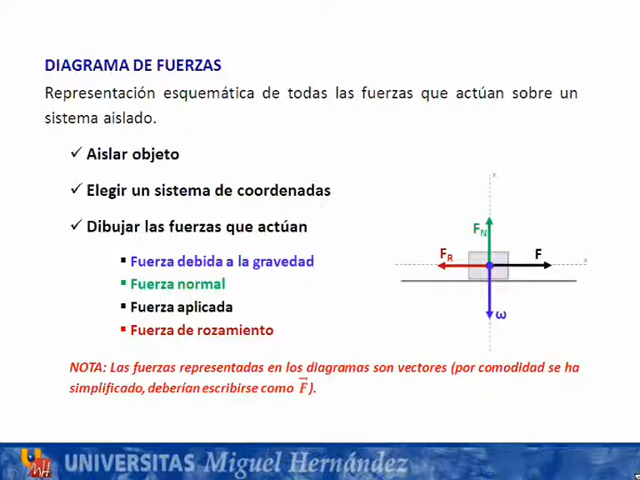 DIAGRAMA DE FUERZAS
Representación esquemática de todas las fuerzas que actúan sobre un
sistema aislado.
✓ Aislar objeto
✓ Elegir un sistema de coordenadas
✓ Dibujar las fuerzas que actúan
▪ Fuerza debida a la gravedad
▪ Fuerza normal
▪ Fuerza aplicada
▪ Fuerza de rozamiento
F_N
F_R
F
ω
NOTA: Las fuerzas representadas en los diagramas son vectores (por comodidad se ha
simplificado, deberían escribirse como F⃗ ).
UNIVERSITAS Miguel Hernández